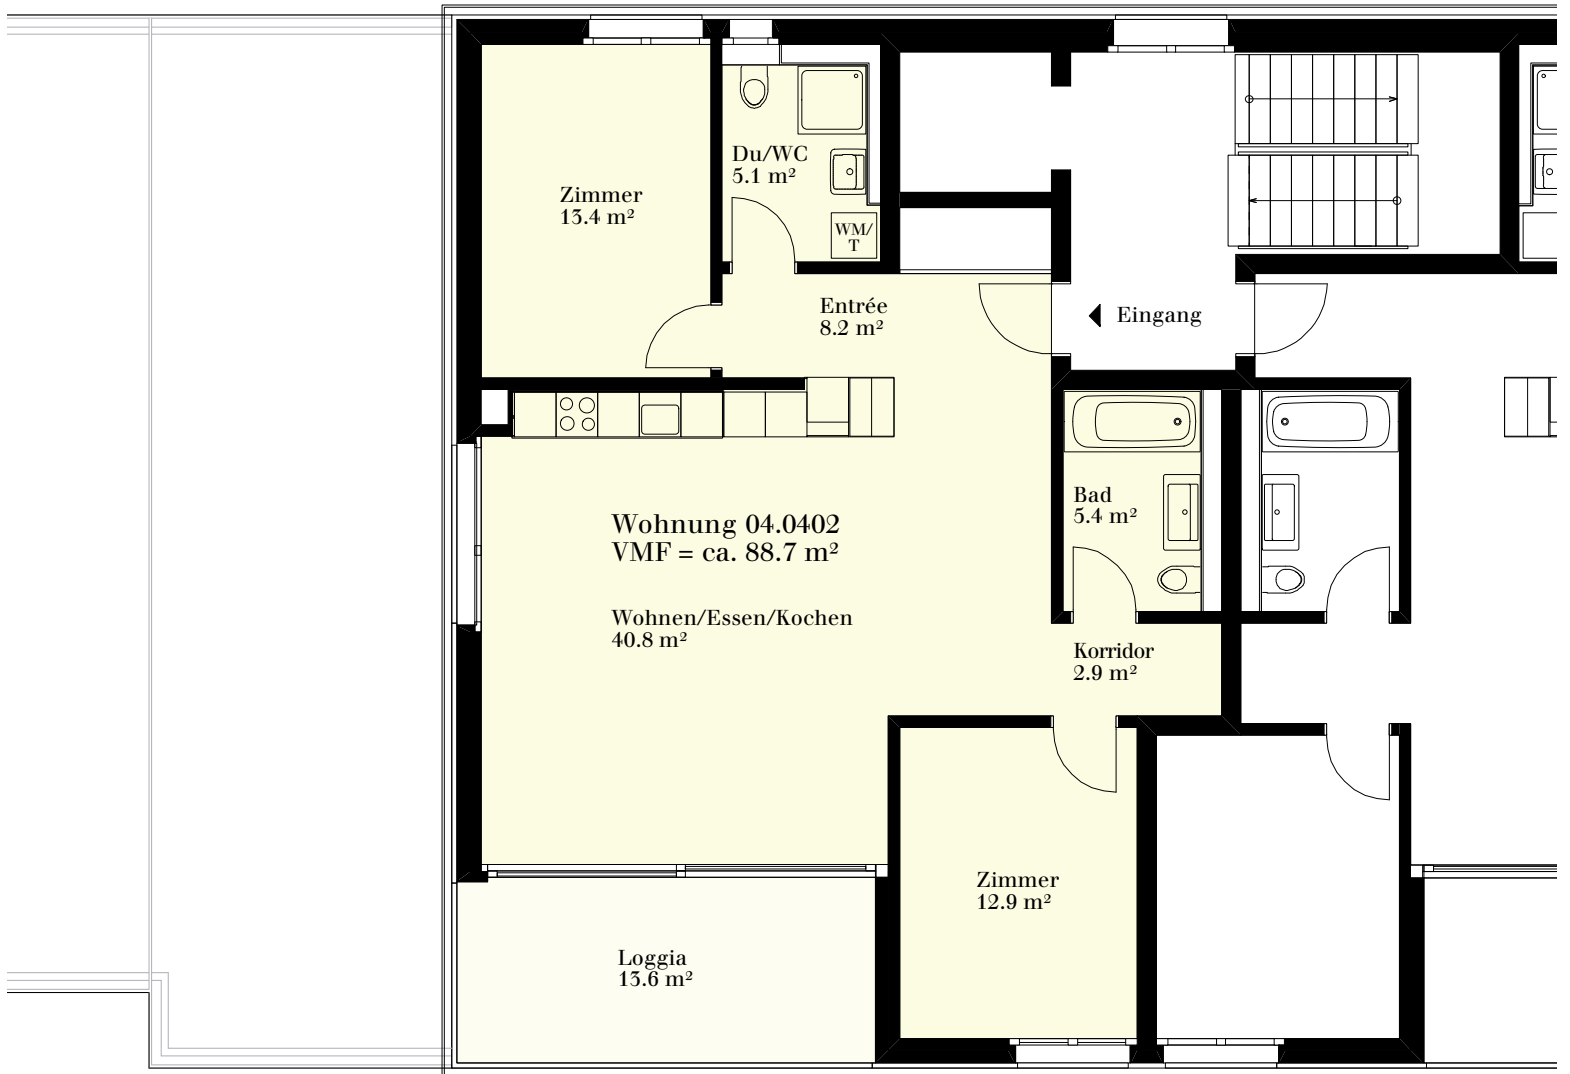 Du/WC
5.1 m²
Zimmer
13.4 m²
WM/
T
Entrée
8.2 m²
Eingang
Wohnung 04.0402
VMF = ca. 88.7 m²
Bad
5.4 m²
Wohnen/Essen/Kochen
40.8 m²
Korridor
2.9 m²
Zimmer
12.9 m²
Loggia
13.6 m²